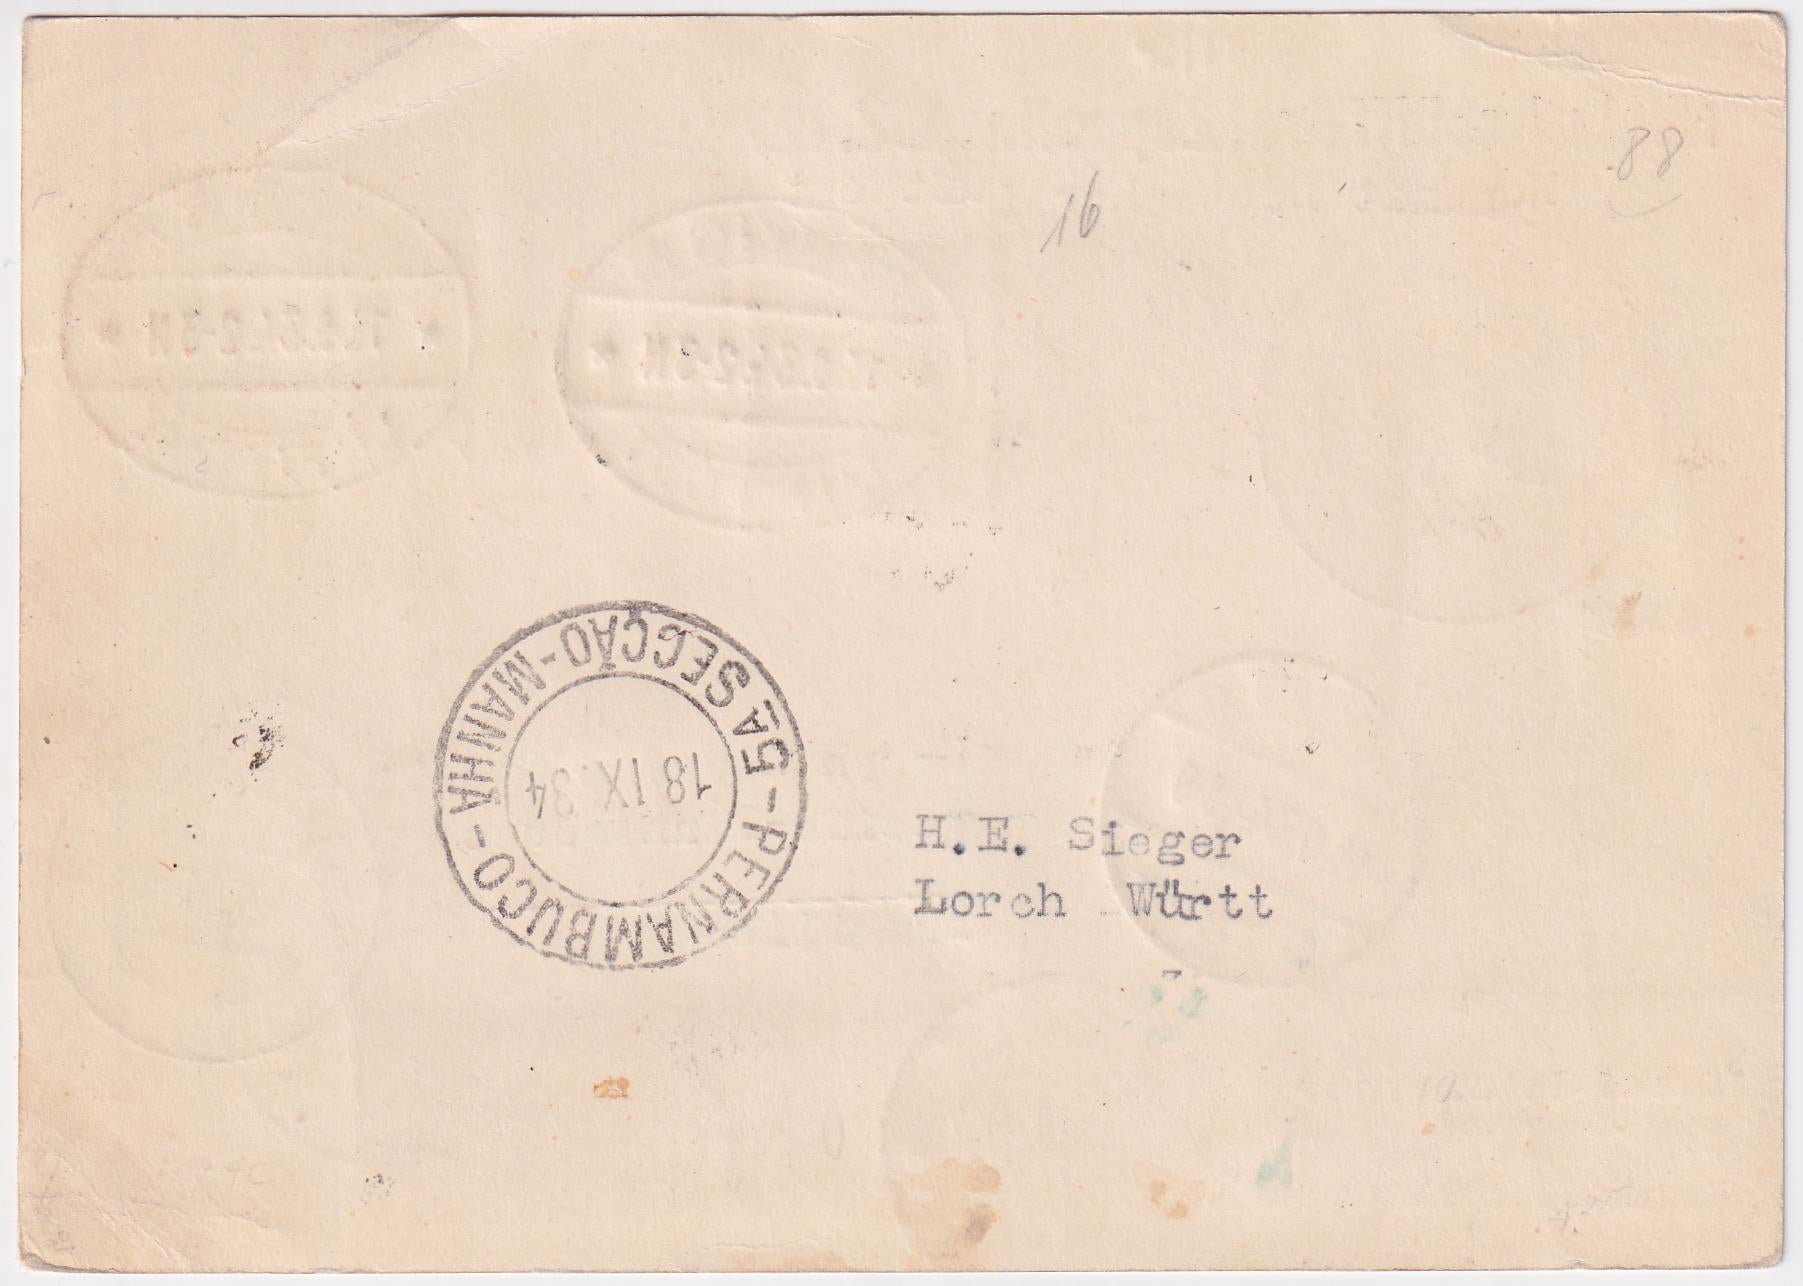 88
16
5ª SECÇÃO - MANHÃ - PERNAMBUCO -
18 IX.34
H.E. Sieger
Lorch Württ